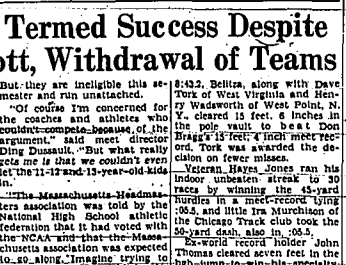 Termed Success Despite
ott, Withdrawal of Teams
But they are ineligible this se-
mester and run unattached.
"Of course I'm concerned for
the coaches and athletes who
couldn't compete because of the
argument," said meet director
Ding Dussault. "But what really
gets me is that we couldn't even
let the 11-12 and 13-year-old kids
in."
"The Massachusetts Headmas-
ters association was told by the
National High School athletic
federation that it had voted with
the NCAA and that the Massa-
chusetts association was expected
to go along. Imagine trying to
8:43.2. Belitza, along with Dave
Tork of West Virginia and Hen-
ry Wadsworth of West Point, N.
Y., cleared 15 feet, 6 inches in
the pole vault to beat Don
Bragg's 15 feet, 4 inch meet rec-
ord. Tork was awarded the de-
cision on fewer misses.
Veteran Hayes Jones ran his
indoor unbeaten streak to 30
races by winning the 45-yard
hurdles in a meet-record tying
:05.5, and little Ira Murchison of
the Chicago Track club took the
50-yard dash, also in :05.5.
Ex-world record holder John
Thomas cleared seven feet in the